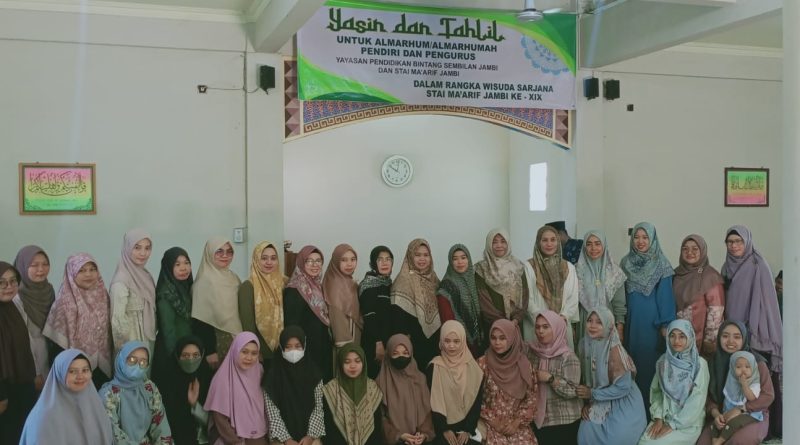 Yasin dan Tahlil
UNTUK ALMARHUM/ALMARHUMAH
PENDIRI DAN PENGURUS
YAYASAN PENDIDIKAN BINTANG SEMBILAN JAMBI
DAN STAI MA'ARIF JAMBI
DALAM RANGKA WISUDA SARJANA
STAI MA'ARIF JAMBI KE - XIX